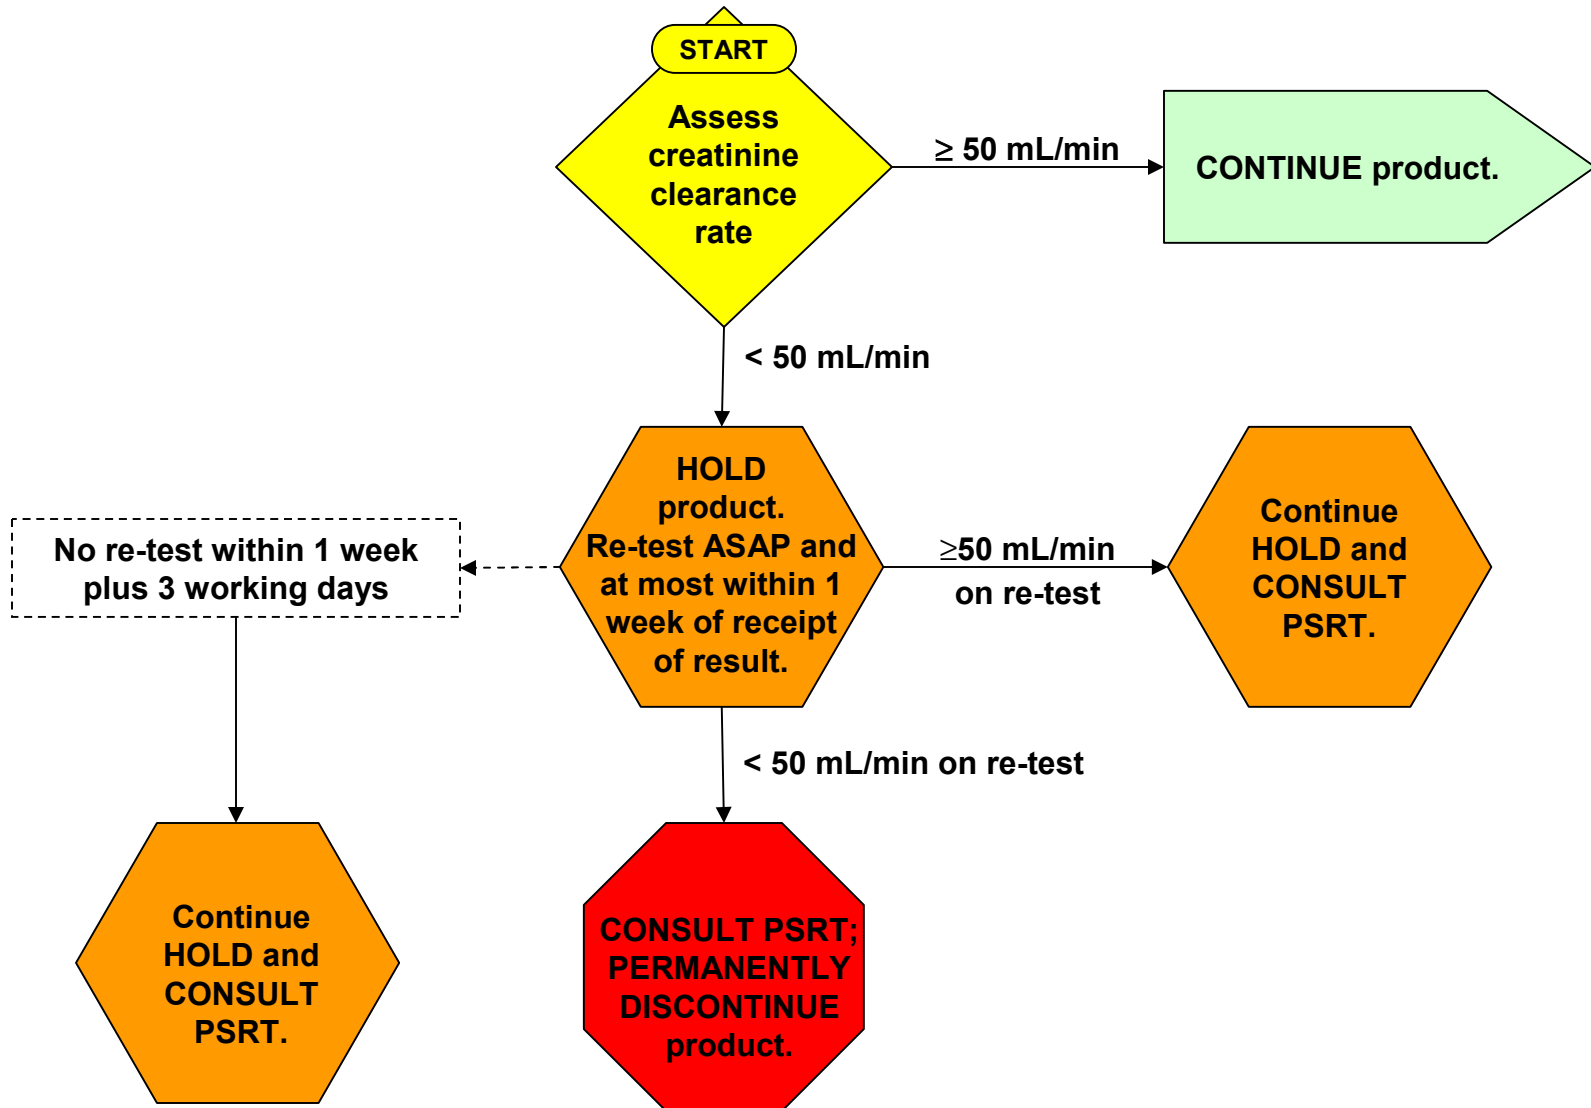 START
Assess
creatinine
clearance
rate
≥ 50 mL/min
CONTINUE product.
< 50 mL/min
HOLD
product.
Re-test ASAP and
at most within 1
week of receipt
of result.
No re-test within 1 week
plus 3 working days
≥50 mL/min
on re-test
Continue
HOLD and
CONSULT
PSRT.
< 50 mL/min on re-test
Continue
HOLD and
CONSULT
PSRT.
CONSULT PSRT;
PERMANENTLY
DISCONTINUE
product.